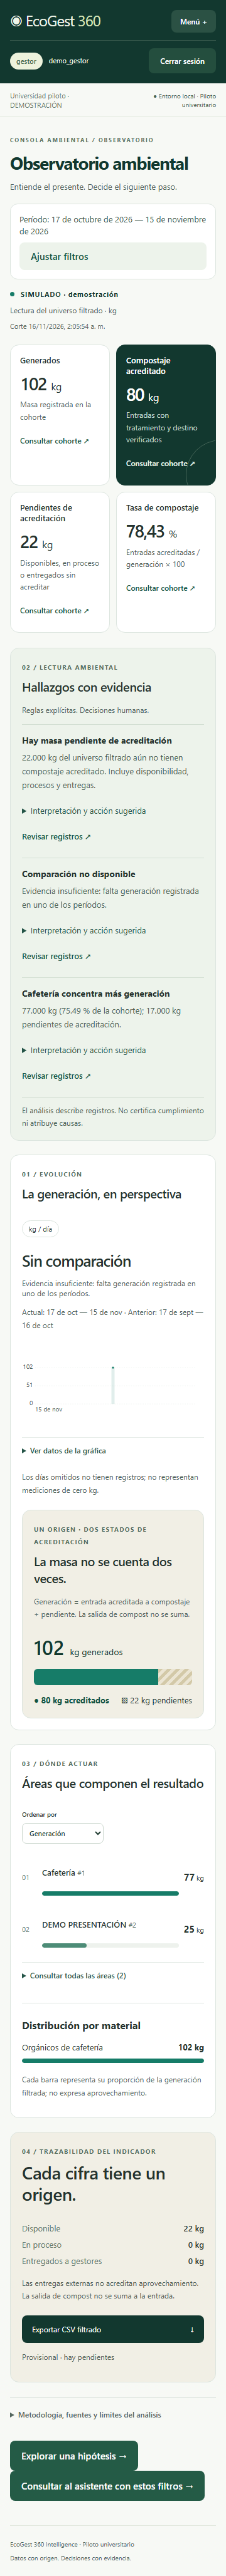 EcoGest 360
Menú +
gestor
demo_gestor
Cerrar sesión
Universidad piloto ·
DEMOSTRACIÓN
● Entorno local · Piloto
universitario
CONSOLA AMBIENTAL / OBSERVATORIO
Observatorio ambiental
Entiende el presente. Decide el siguiente paso.
Período: 17 de octubre de 2026 — 15 de noviembre
de 2026
Ajustar filtros
SIMULADO · demostración
Lectura del universo filtrado · kg
Corte 16/11/2026, 2:05:54 a. m.
Generados
102 kg
Masa registrada en la
cohorte
Consultar cohorte ↗
Compostaje
acreditado
80 kg
Entradas con
tratamiento y destino
verificados
Consultar cohorte ↗
Pendientes de
acreditación
22 kg
Disponibles, en proceso
o entregados sin
acreditar
Consultar cohorte ↗
Tasa de compostaje
78,43 %
Entradas acreditadas /
generación × 100
Consultar cohorte ↗
02 / LECTURA AMBIENTAL
Hallazgos con evidencia
Reglas explícitas. Decisiones humanas.
Hay masa pendiente de acreditación
22.000 kg del universo filtrado aún no tienen
compostaje acreditado. Incluye disponibilidad,
procesos y entregas.
▶ Interpretación y acción sugerida
Revisar registros ↗
Comparación no disponible
Evidencia insuficiente: falta generación registrada
en uno de los períodos.
▶ Interpretación y acción sugerida
Revisar registros ↗
Cafetería concentra más generación
77.000 kg (75.49 % de la cohorte); 17.000 kg
pendientes de acreditación.
▶ Interpretación y acción sugerida
Revisar registros ↗
El análisis describe registros. No certifica cumplimiento
ni atribuye causas.
01 / EVOLUCIÓN
La generación, en perspectiva
kg / día
Sin comparación
Evidencia insuficiente: falta generación registrada en
uno de los períodos.
Actual: 17 de oct — 15 de nov · Anterior: 17 de sept —
16 de oct
102
51
0
15 de nov
▶ Ver datos de la gráfica
Los días omitidos no tienen registros; no representan
mediciones de cero kg.
UN ORIGEN · DOS ESTADOS DE
ACREDITACIÓN
La masa no se cuenta dos
veces.
Generación = entrada acreditada a compostaje
+ pendiente. La salida de compost no se suma.
102 kg generados
● 80 kg acreditados
▨ 22 kg pendientes
03 / DÓNDE ACTUAR
Áreas que componen el resultado
Ordenar por
Generación
01 Cafetería #1 77 kg
02 DEMO PRESENTACIÓN #2 25 kg
▶ Consultar todas las áreas (2)
Distribución por material
Orgánicos de cafetería 102 kg
Cada barra representa su proporción de la generación
filtrada; no expresa aprovechamiento.
04 / TRAZABILIDAD DEL INDICADOR
Cada cifra tiene un
origen.
Disponible 22 kg
En proceso 0 kg
Entregados a gestores 0 kg
Las entregas externas no acreditan aprovechamiento.
La salida de compost no se suma a la entrada.
Exportar CSV filtrado ↓
Provisional · hay pendientes
▶ Metodología, fuentes y límites del análisis
Explorar una hipótesis →
Consultar al asistente con estos filtros →
EcoGest 360 Intelligence · Piloto universitario
Datos con origen. Decisiones con evidencia.